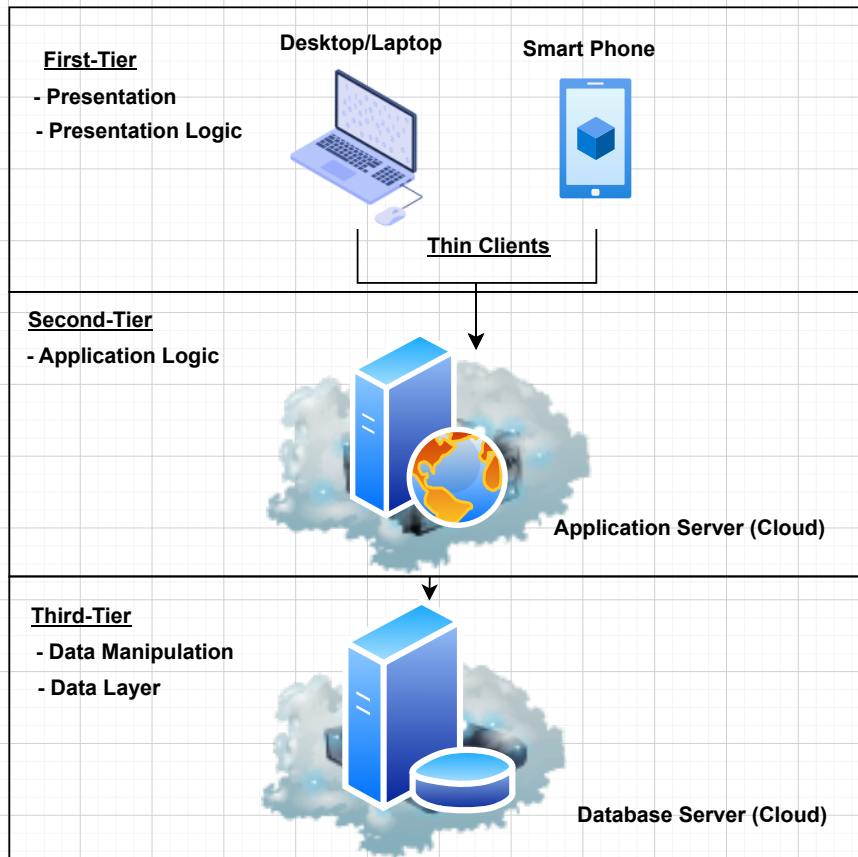 Desktop/Laptop
Smart Phone
First-Tier
- Presentation
- Presentation Logic
Thin Clients
Second-Tier
- Application Logic
Application Server (Cloud)
Third-Tier
- Data Manipulation
- Data Layer
Database Server (Cloud)